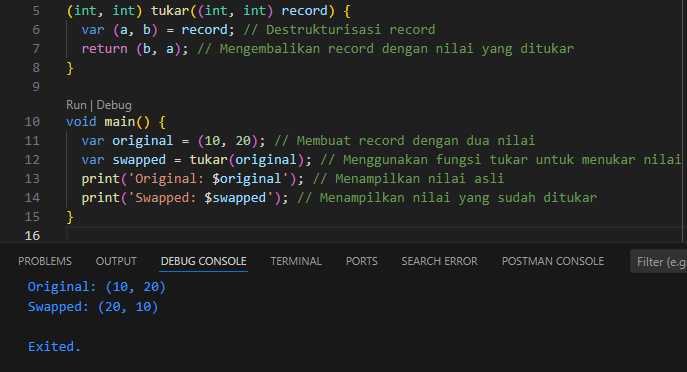 5 (int, int) tukar((int, int) record) {
6 var (a, b) = record; // Destrukturisasi record
7 return (b, a); // Mengembalikan record dengan nilai yang ditukar
8 }
9
Run | Debug
10 void main() {
11 var original = (10, 20); // Membuat record dengan dua nilai
12 var swapped = tukar(original); // Menggunakan fungsi tukar untuk menukar nilai
13 print('Original: $original'); // Menampilkan nilai asli
14 print('Swapped: $swapped'); // Menampilkan nilai yang sudah ditukar
15 }
16
PROBLEMS OUTPUT DEBUG CONSOLE TERMINAL PORTS SEARCH ERROR POSTMAN CONSOLE Filter (e.g
Original: (10, 20)
Swapped: (20, 10)
Exited.